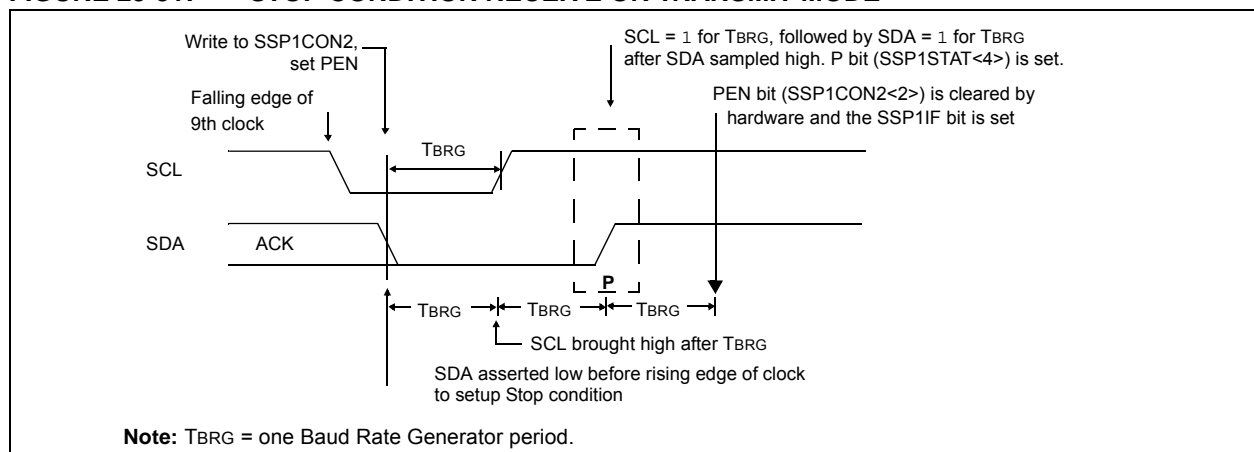 Write to SSP1CON2,
set PEN
SCL = 1 for TBRG, followed by SDA = 1 for TBRG
after SDA sampled high. P bit (SSP1STAT<4>) is set.
Falling edge of
9th clock
PEN bit (SSP1CON2<2>) is cleared by
hardware and the SSP1IF bit is set
TBRG
SCL
SDA
ACK
P
TBRG
TBRG
TBRG
SCL brought high after TBRG
SDA asserted low before rising edge of clock
to setup Stop condition
Note: TBRG = one Baud Rate Generator period.